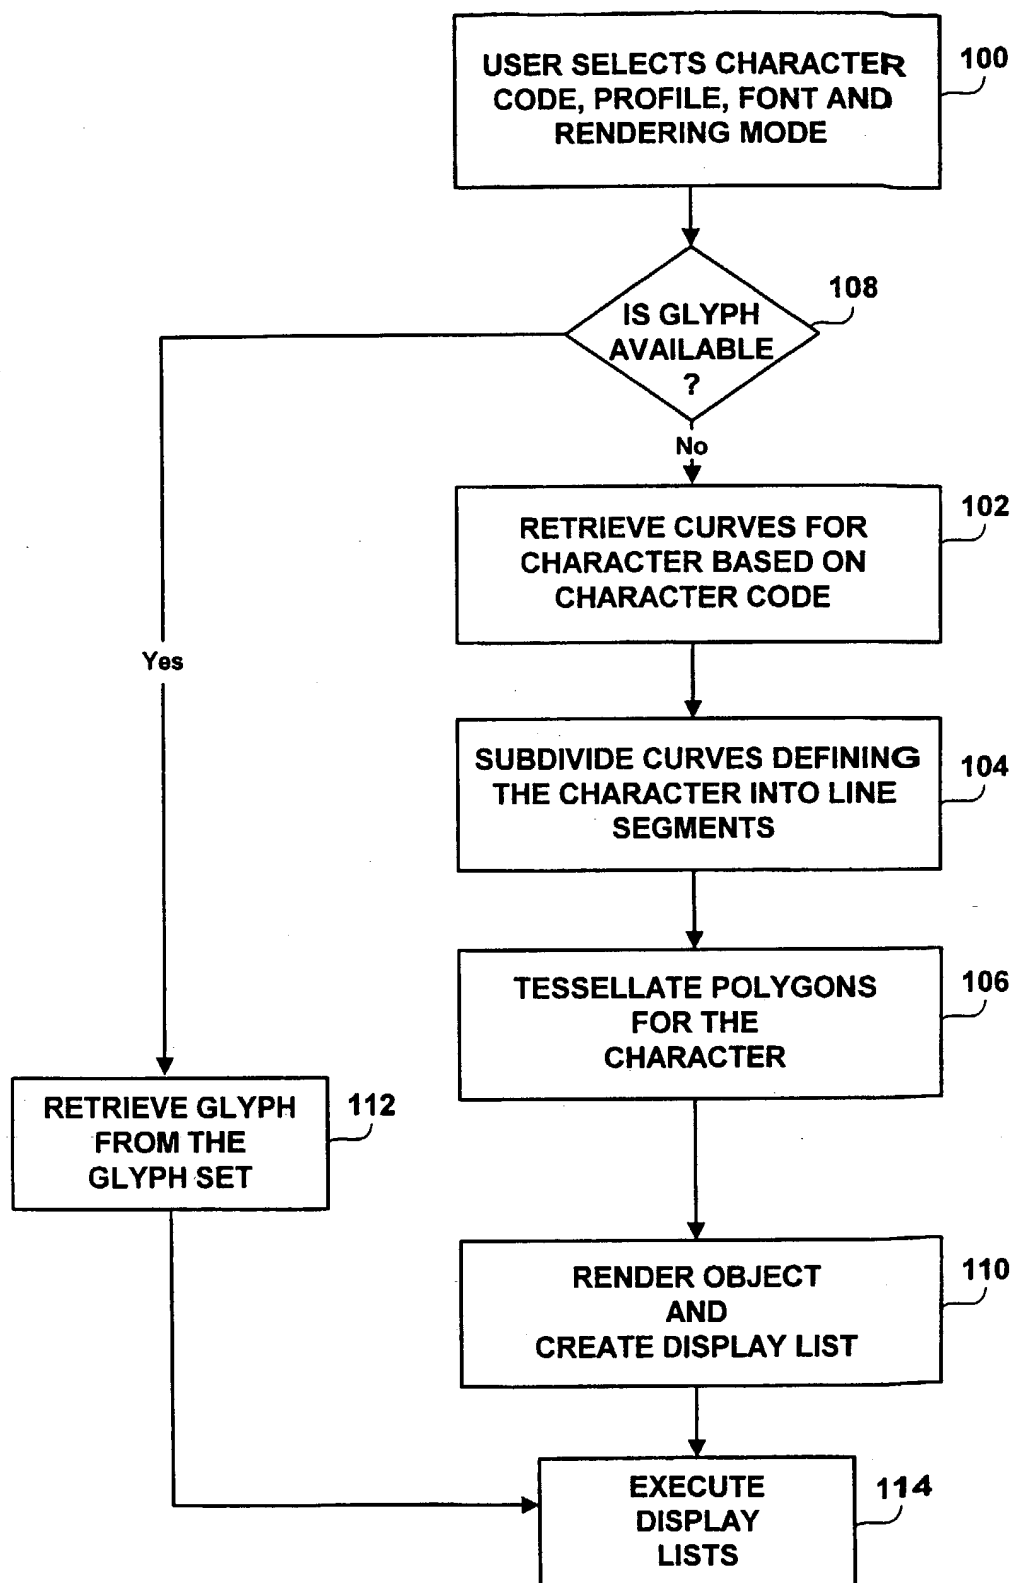 USER SELECTS CHARACTER
CODE, PROFILE, FONT AND
RENDERING MODE
100
IS GLYPH
AVAILABLE
?
108
No
RETRIEVE CURVES FOR
CHARACTER BASED ON
CHARACTER CODE
102
Yes
SUBDIVIDE CURVES DEFINING
THE CHARACTER INTO LINE
SEGMENTS
104
TESSELLATE POLYGONS
FOR THE
CHARACTER
106
RETRIEVE GLYPH
FROM THE
GLYPH SET
112
RENDER OBJECT
AND
CREATE DISPLAY LIST
110
EXECUTE
DISPLAY
LISTS
114